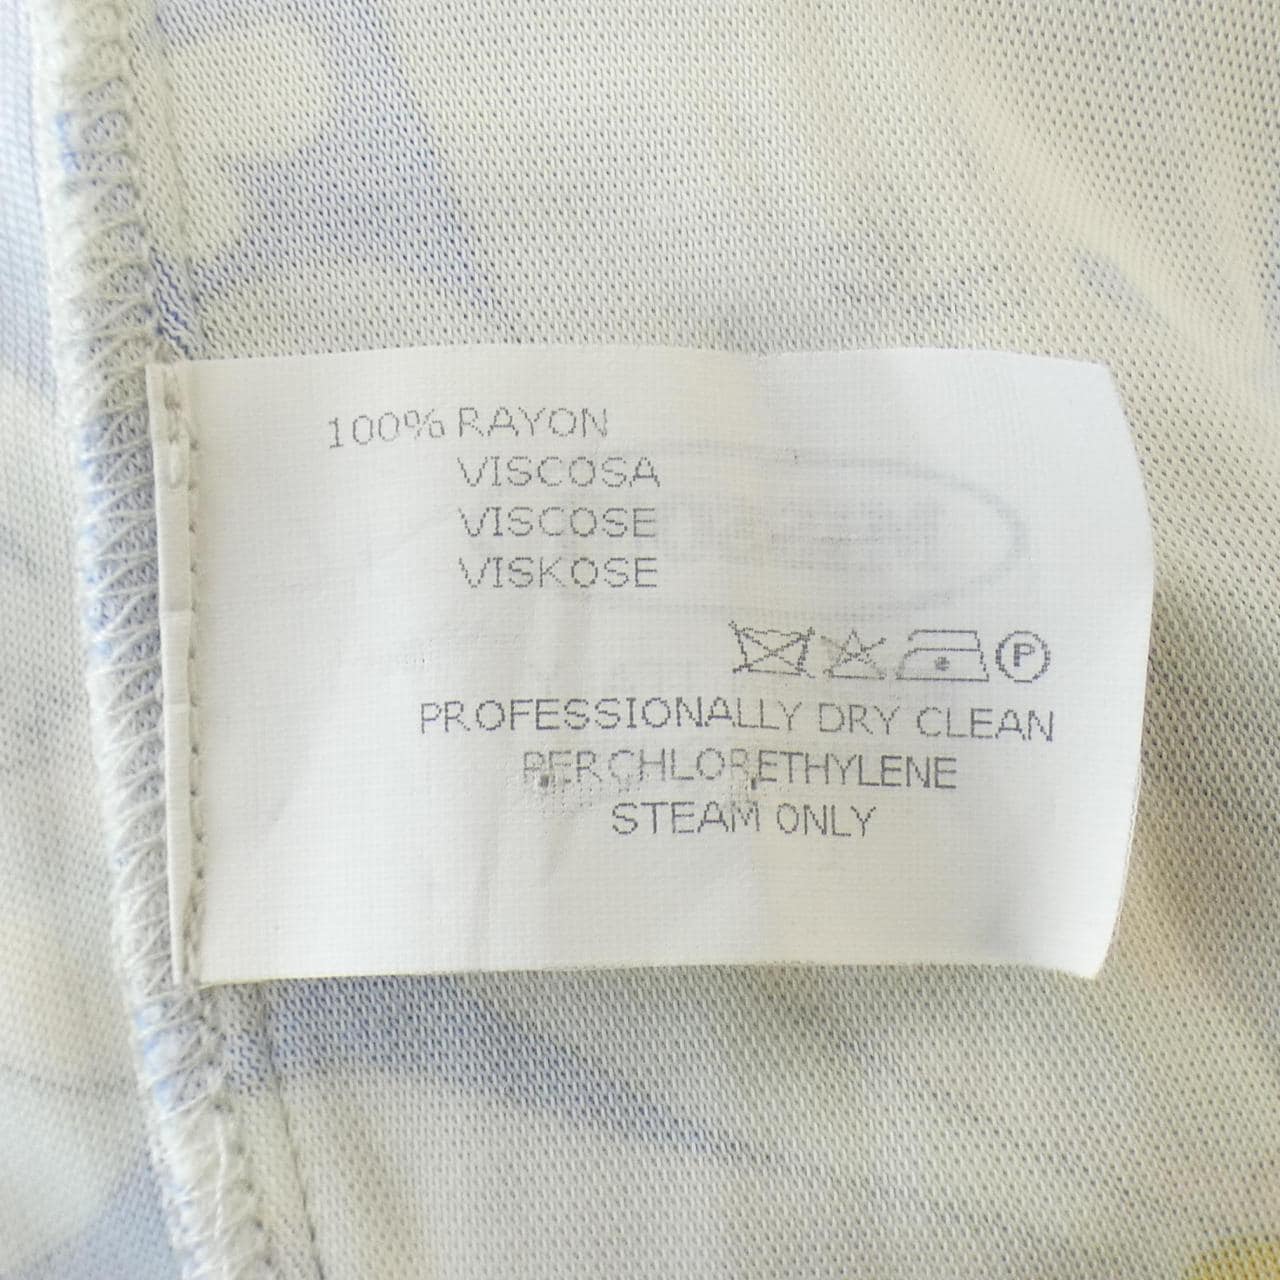 100% RAYON
VISCOSA
VISCOSE
VISKOSE
P
PROFESSIONALLY DRY CLEAN
PERCHLORETHYLENE
STEAM ONLY